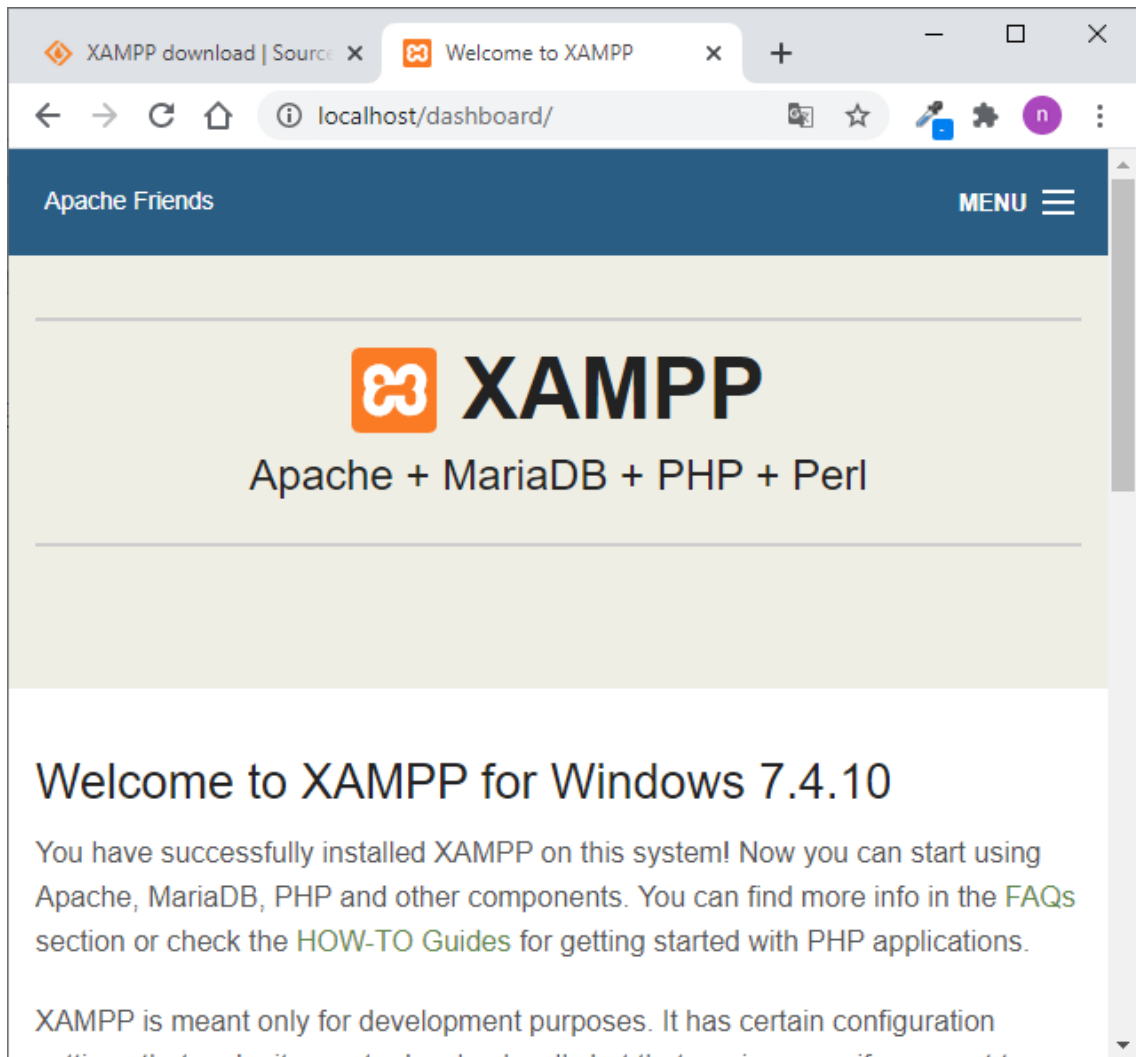 XAMPP download | Source
Welcome to XAMPP
localhost/dashboard/
n
Apache Friends
MENU
XAMPP
Apache + MariaDB + PHP + Perl
Welcome to XAMPP for Windows 7.4.10
You have successfully installed XAMPP on this system! Now you can start using
Apache, MariaDB, PHP and other components. You can find more info in the FAQs
section or check the HOW-TO Guides for getting started with PHP applications.
XAMPP is meant only for development purposes. It has certain configuration